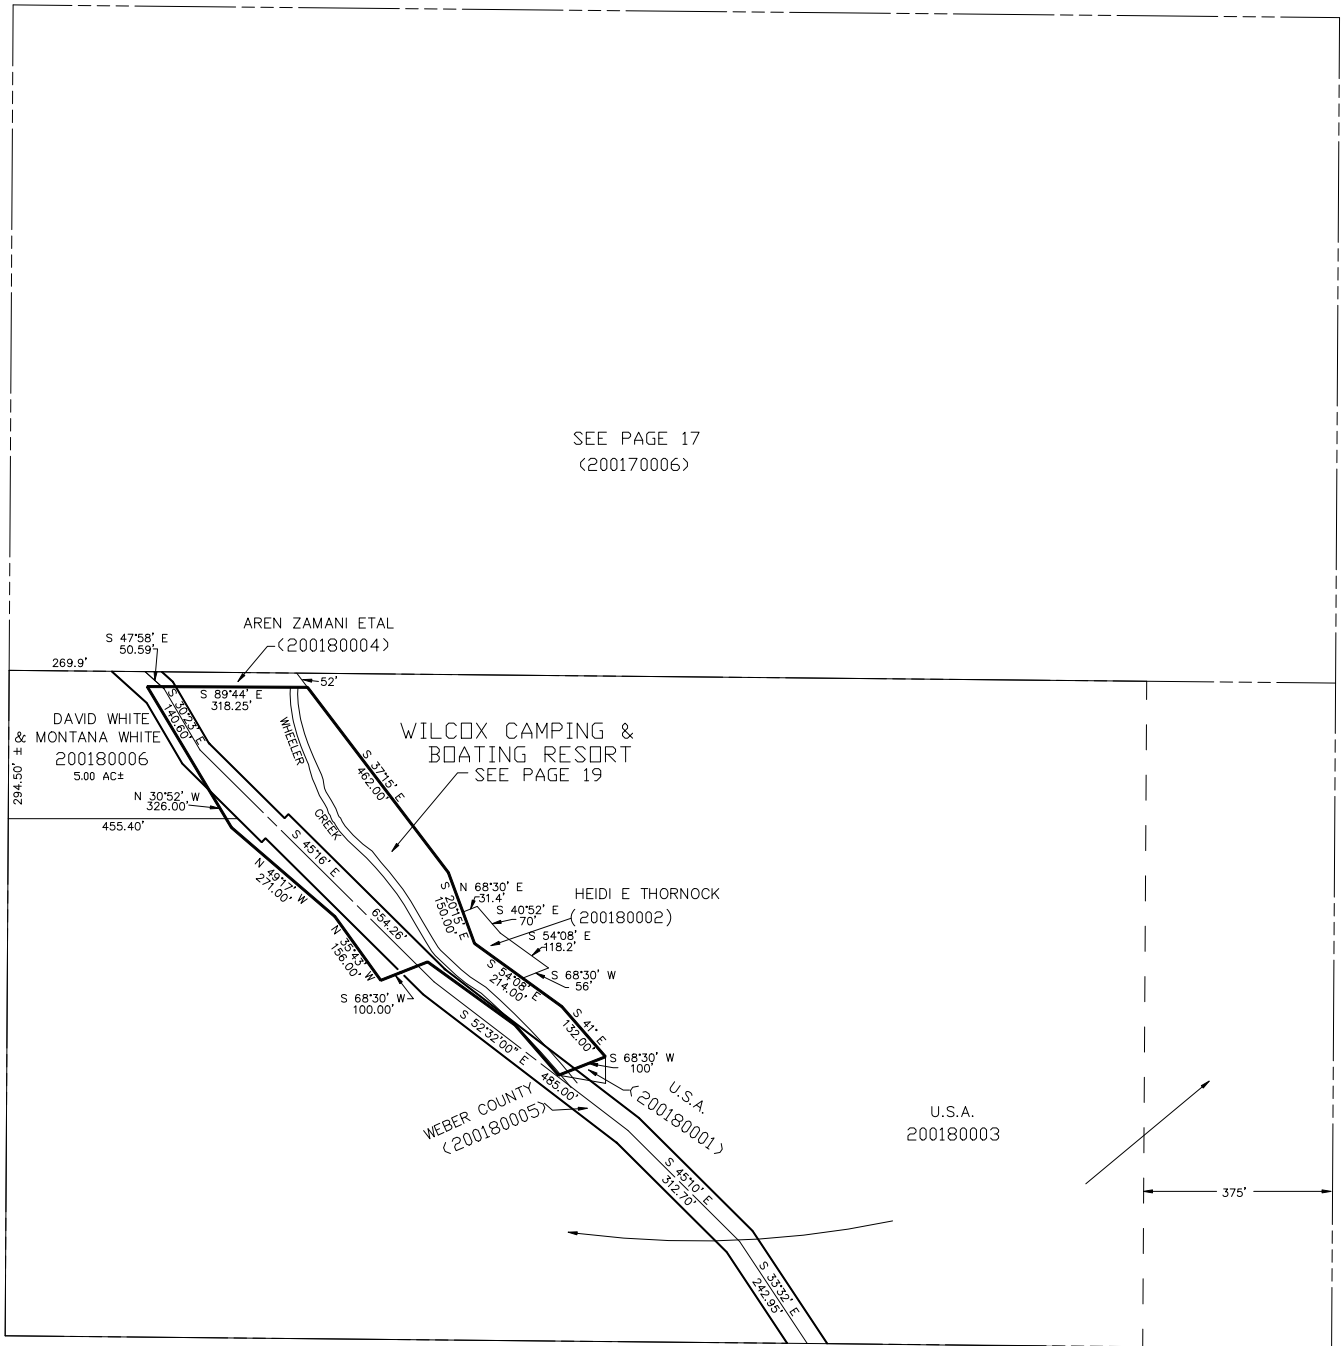 SEE PAGE 17
(200170006)
AREN ZAMANI ETAL
(200180004)
S 47°58' E
50.59'
269.9'
52'
S 89°44' E
318.25'
S 30°23' E
140.60'
DAVID WHITE
& MONTANA WHITE
200180006
5.00 AC±
294.50' ±
N 30°52' W
326.00'
455.40'
WHEELER
CREEK
WILCOX CAMPING &
BOATING RESORT
SEE PAGE 19
S 37°15' E
462.00'
S 45°16' E
654.26'
N 49°17' W
271.00'
N 35°43' W
156.00'
S 68°30' W
100.00'
S 20°15' E
150.00'
N 68°30' E
31.4'
S 40°52' E
70'
HEIDI E THORNOCK
(200180002)
S 54°08' E
118.2'
S 68°30' W
56'
S 54°08' E
214.00'
S 41° E
132.00'
S 68°30' W
100'
S 52°32'00" E
485.00'
WEBER COUNTY
(200180005)
U.S.A.
(200180001)
U.S.A.
200180003
S 45°10' E
312.70'
375'
S 33°32' E
242.95'